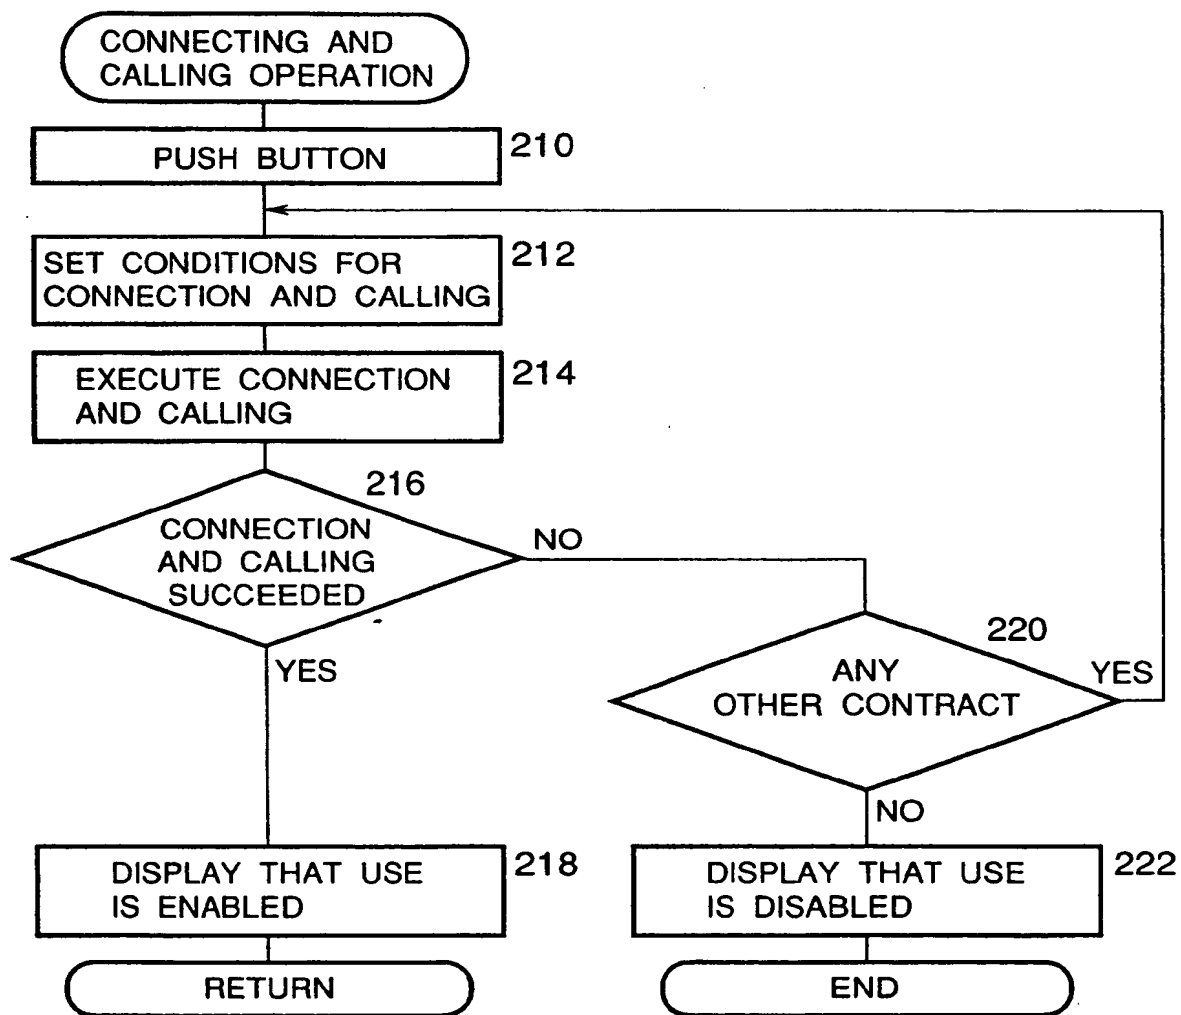 CONNECTING AND
CALLING OPERATION
PUSH BUTTON
210
SET CONDITIONS FOR
CONNECTION AND CALLING
212
EXECUTE CONNECTION
AND CALLING
214
216
CONNECTION
AND CALLING
SUCCEEDED
NO
YES
220
ANY
OTHER CONTRACT
YES
NO
DISPLAY THAT USE
IS ENABLED
218
DISPLAY THAT USE
IS DISABLED
222
RETURN
END